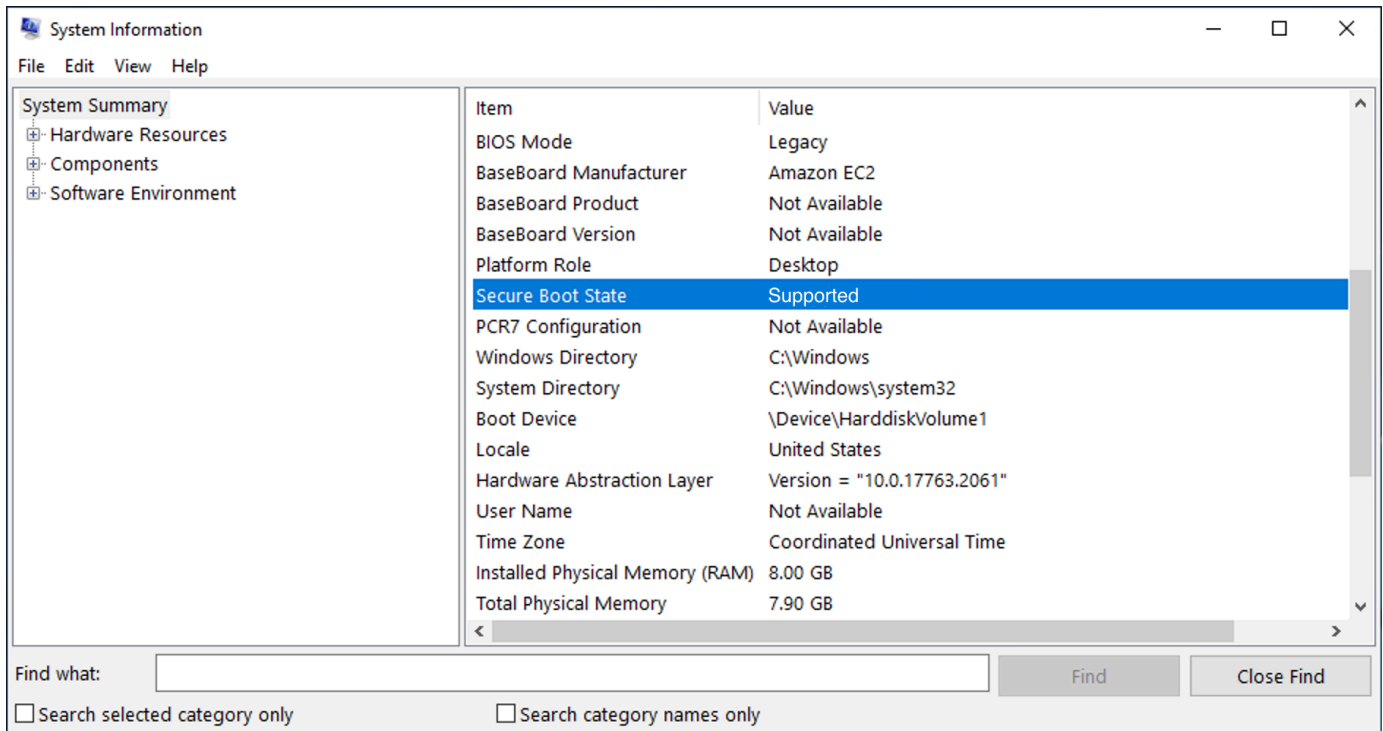 System Information
File Edit View Help
System Summary
Hardware Resources
Components
Software Environment
Item Value
BIOS Mode Legacy
BaseBoard Manufacturer Amazon EC2
BaseBoard Product Not Available
BaseBoard Version Not Available
Platform Role Desktop
Secure Boot State Supported
PCR7 Configuration Not Available
Windows Directory C:\Windows
System Directory C:\Windows\system32
Boot Device \Device\HarddiskVolume1
Locale United States
Hardware Abstraction Layer Version = "10.0.17763.2061"
User Name Not Available
Time Zone Coordinated Universal Time
Installed Physical Memory (RAM) 8.00 GB
Total Physical Memory 7.90 GB
Find what: Find Close Find
Search selected category only Search category names only